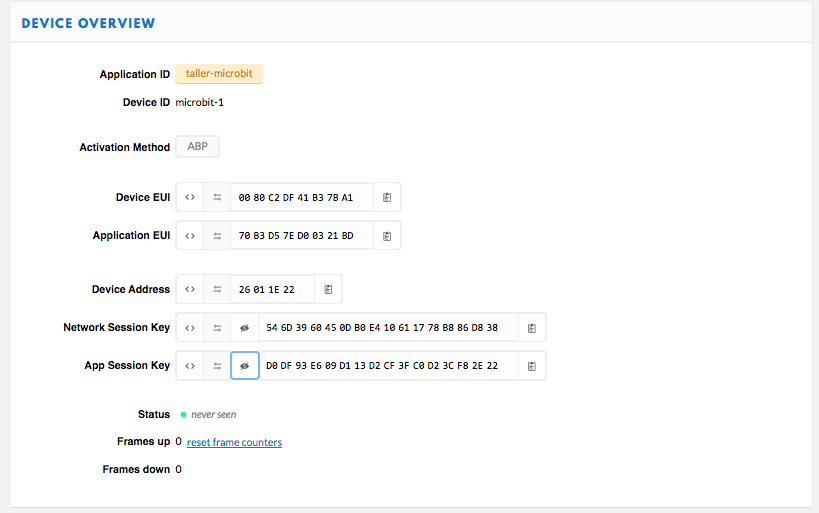 DEVICE OVERVIEW
Application ID taller-microbit
Device ID microbit-1
Activation Method ABP
Device EUI <> 00 80 C2 DF 41 B3 7B A1
Application EUI <> 70 B3 D5 7E D0 03 21 BD
Device Address <> 26 01 1E 22
Network Session Key <> 54 6D 39 60 45 0D B0 E4 10 61 17 78 B8 86 D8 38
App Session Key <> D0 DF 93 E6 09 D1 13 D2 CF 3F C0 D2 3C F8 2E 22
Status never seen
Frames up 0 reset frame counters
Frames down 0